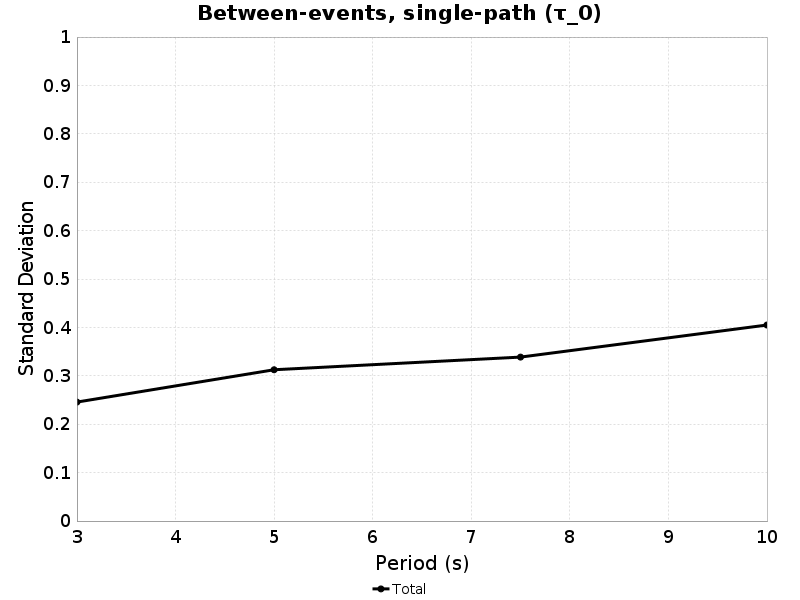 Between-events, single-path (τ_0)
1
0.9
0.8
0.7
0.6
0.5
0.4
0.3
0.2
0.1
0
Standard Deviation
3 4 5 6 7 8 9 10
Period (s)
Total